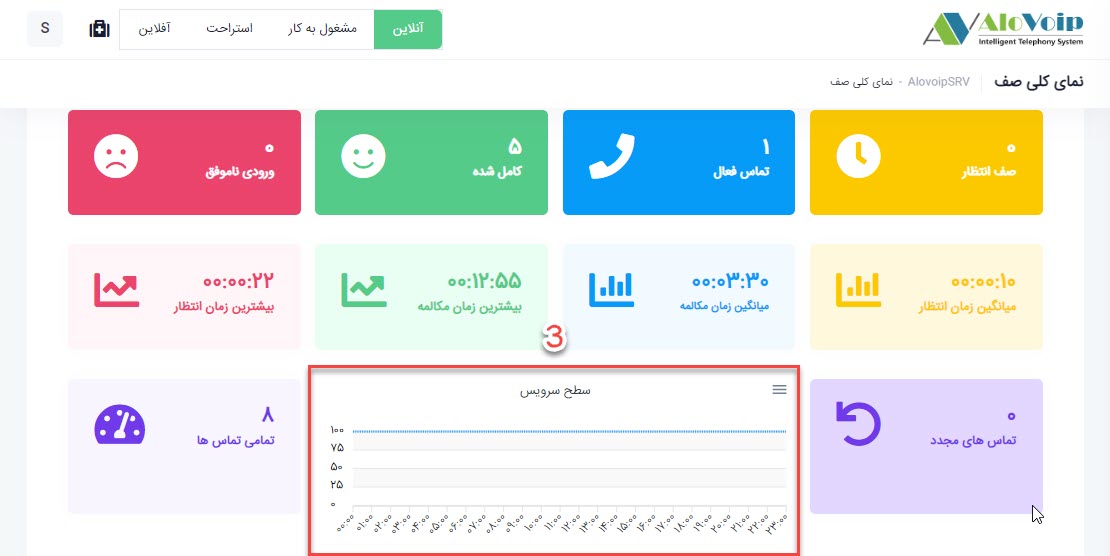 AloVoip
Intelligent Telephony System
آنلاین
مشغول به کار
استراحت
آفلاین
S
نمای کلی صف
AlovoipSRV - نمای کلی صف
۰
صف انتظار
۱
تماس فعال
۵
کامل شده
۰
ورودی ناموفق
۰۰:۰۰:۱۰
میانگین زمان انتظار
۰۰:۰۳:۳۰
میانگین زمان مکالمه
۰۰:۱۲:۵۵
بیشترین زمان مکالمه
۰۰:۰۰:۲۲
بیشترین زمان انتظار
3
۰
تماس های مجدد
سطح سرویس
۱۰۰
۷۵
۵۰
۲۵
۰
۰۰:۰۰ ۰۱:۰۰ ۰۲:۰۰ ۰۳:۰۰ ۰۴:۰۰ ۰۵:۰۰ ۰۶:۰۰ ۰۷:۰۰ ۰۸:۰۰ ۰۹:۰۰ ۱۰:۰۰ ۱۱:۰۰ ۱۲:۰۰ ۱۳:۰۰ ۱۴:۰۰ ۱۵:۰۰ ۱۶:۰۰ ۱۷:۰۰ ۱۸:۰۰ ۱۹:۰۰ ۲۰:۰۰ ۲۱:۰۰ ۲۲:۰۰ ۲۳:۰۰
۸
تمامی تماس ها